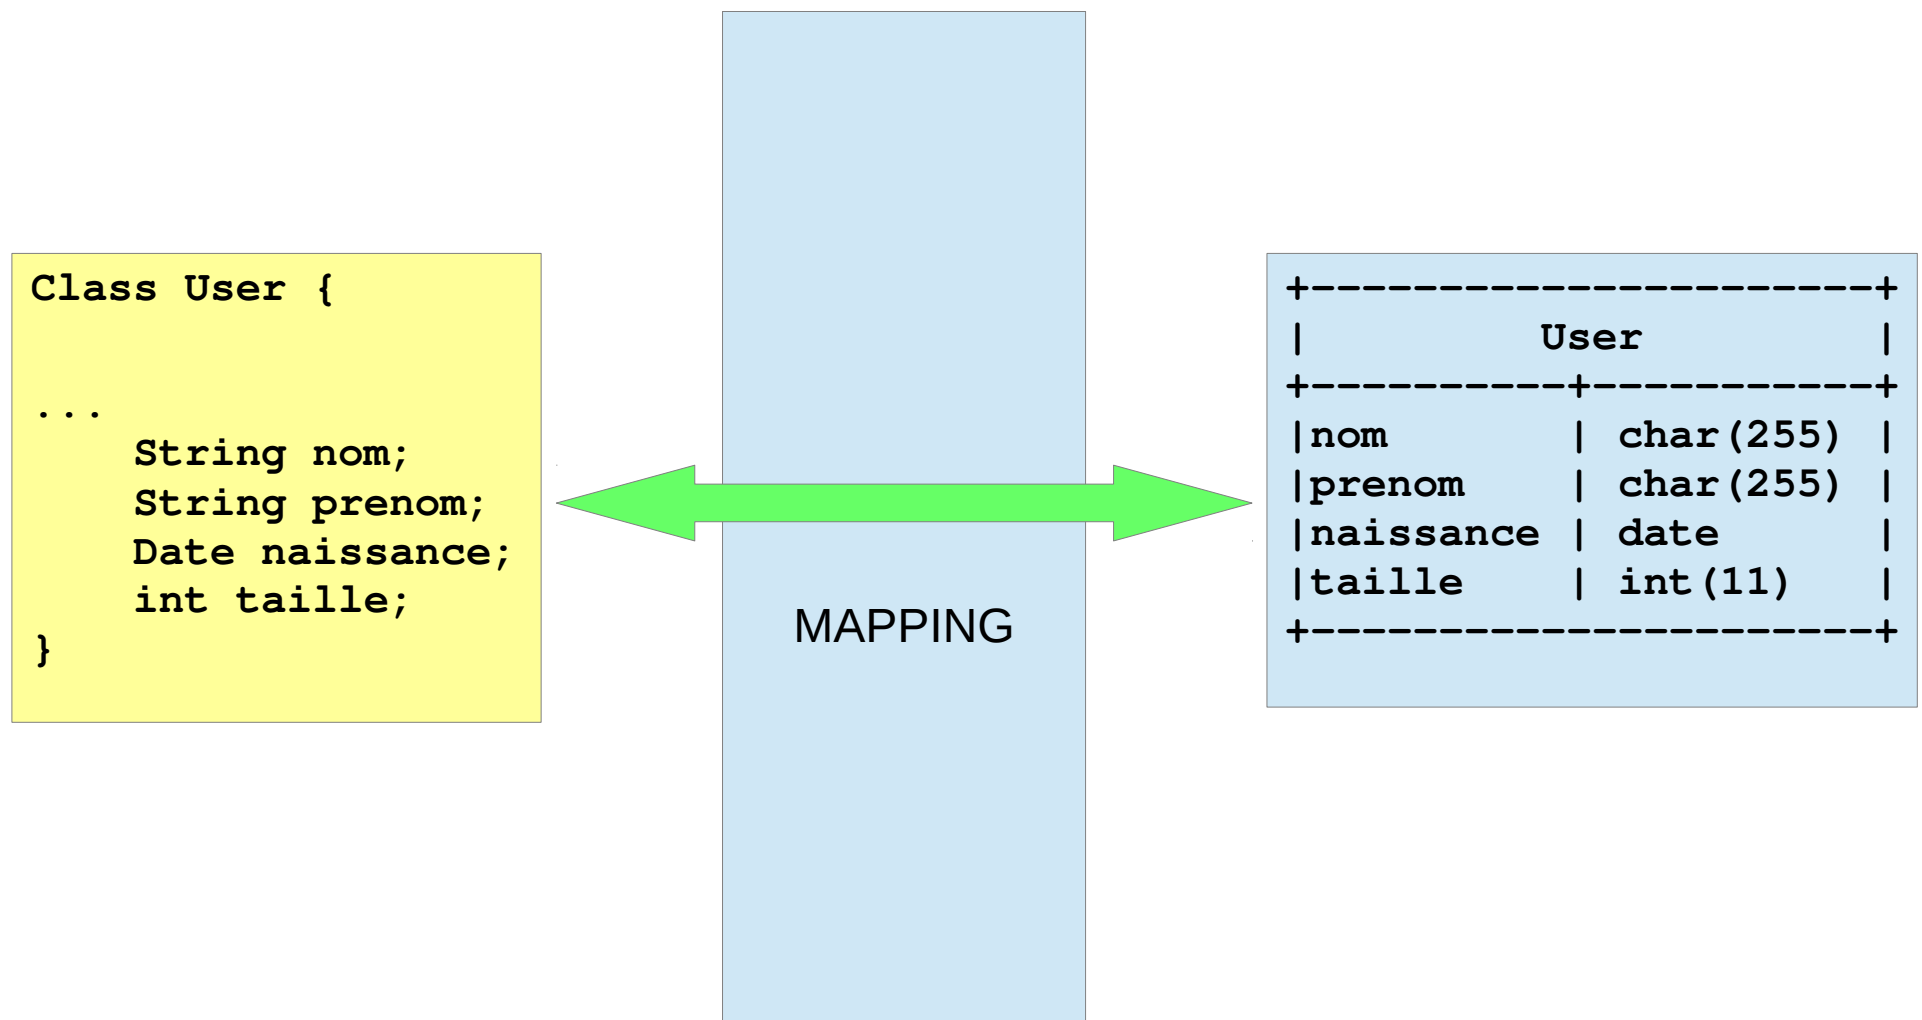 Class User {
...
String nom;
String prenom;
Date naissance;
int taille;
}
MAPPING
+----------------------+
|         User         |
+----------+-----------+
|nom       | char(255) |
|prenom    | char(255) |
|naissance | date      |
|taille    | int(11)   |
+----------------------+